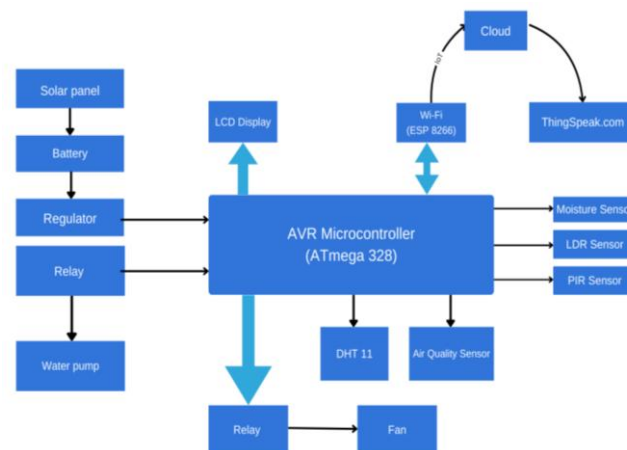 Cloud
IoT
Solar panel
LCD Display
Wi-Fi
(ESP 8266)
ThingSpeak.com
Battery
Regulator
AVR Microcontroller
(ATmega 328)
Moisture Sensor
LDR Sensor
Relay
PIR Sensor
Water pump
DHT 11
Air Quality Sensor
Relay
Fan